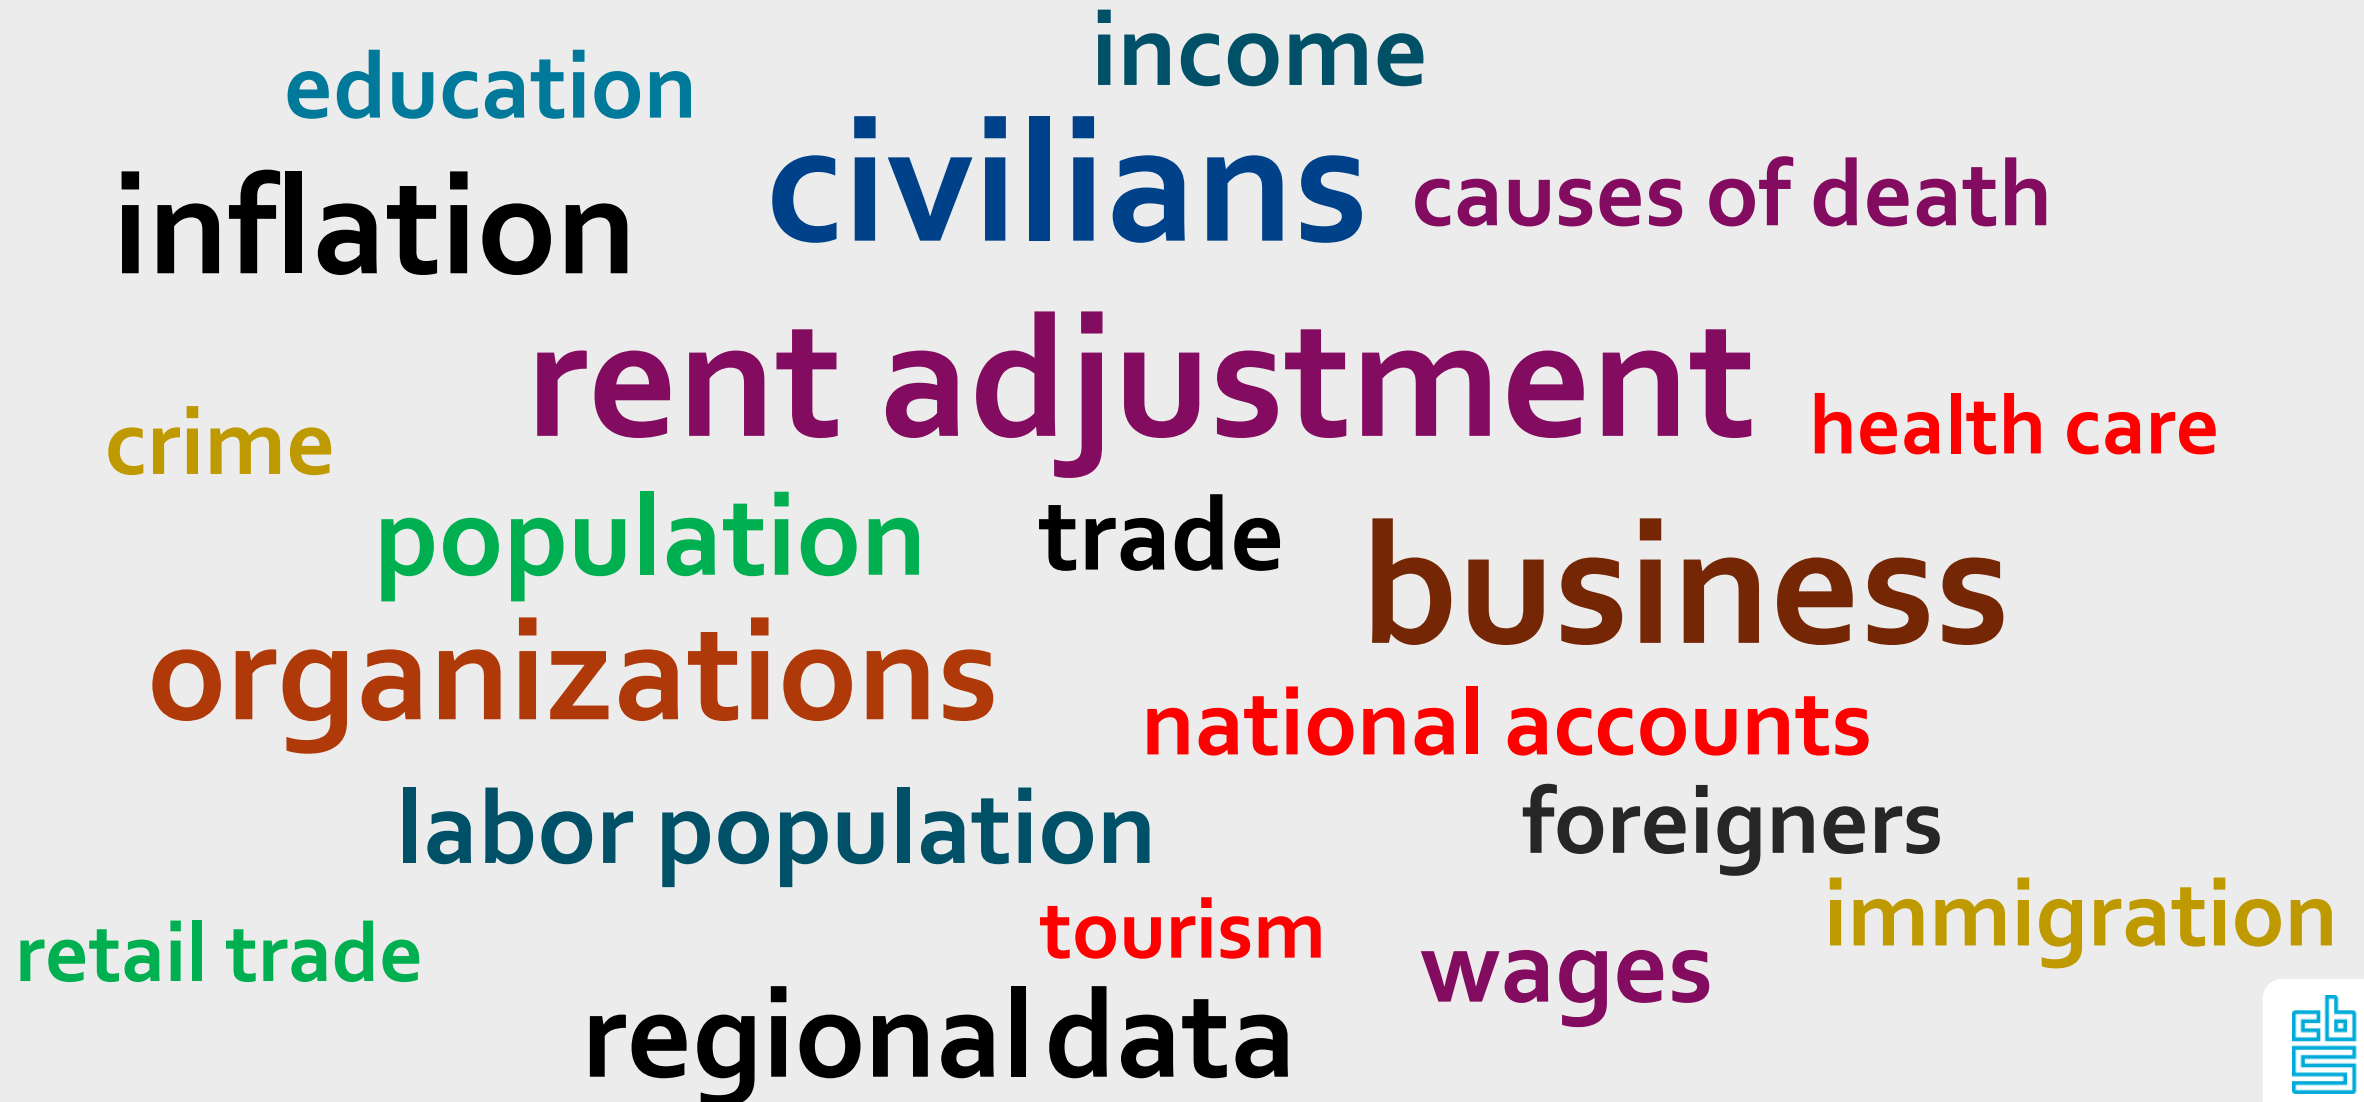 income
education
civilians
causes of death
inflation
rent adjustment
crime
health care
population
trade
business
organizations
national accounts
labor population
foreigners
immigration
retail trade
tourism
wages
regional data
cbs